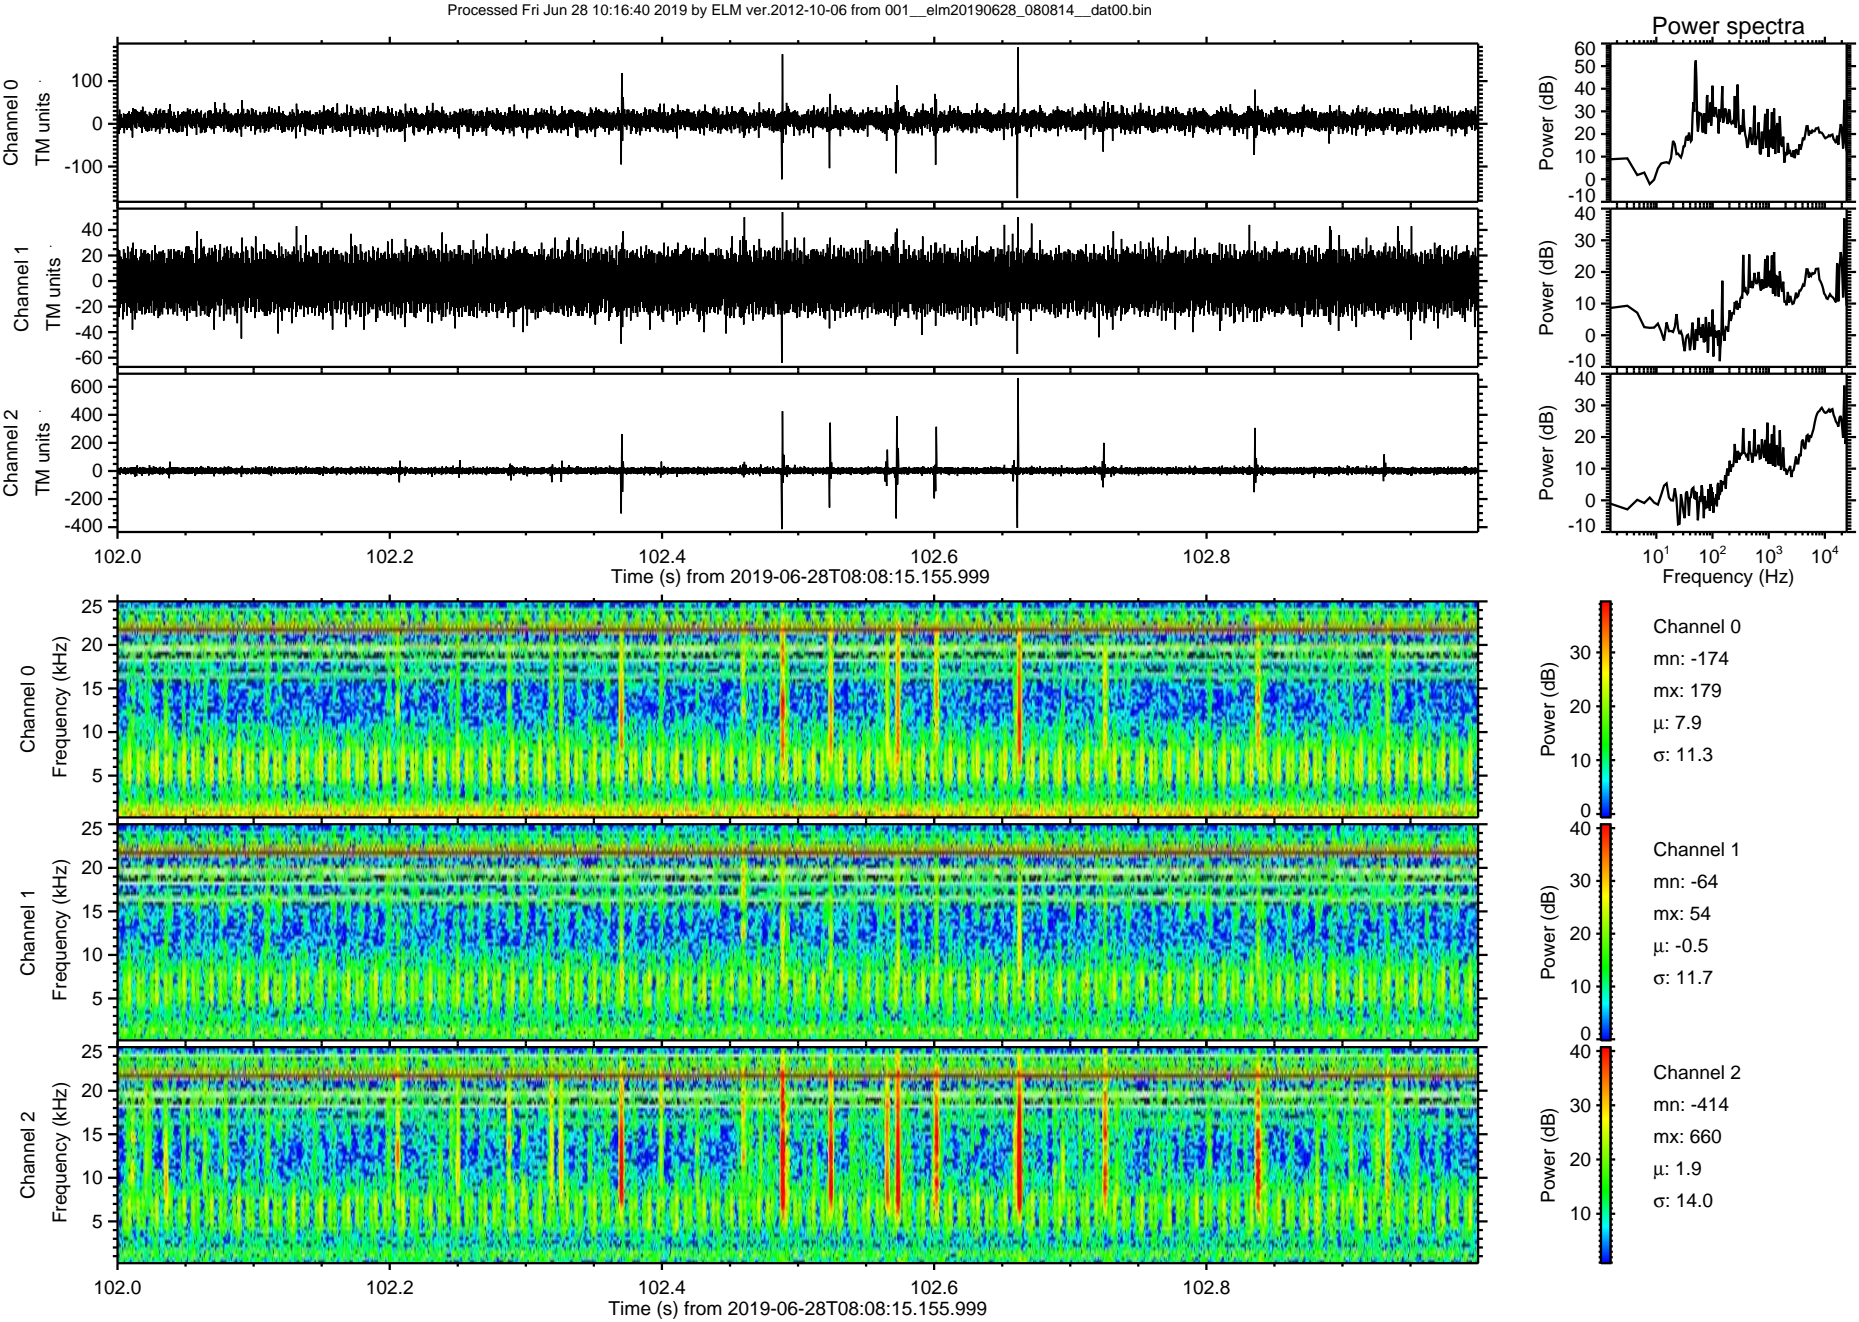 Processed Fri Jun 28 10:16:40 2019 by ELM ver.2012-10-06 from 001__elm20190628_080814__dat00.bin
Power spectra
Channel 0
TM units
100
0
-100
Power (dB)
60
50
40
30
20
10
0
-10
Channel 1
TM units
40
20
0
-20
-40
-60
Power (dB)
40
30
20
10
0
-10
Channel 2
TM units
600
400
200
0
-200
-400
Power (dB)
40
30
20
10
0
-10
102.0 102.2 102.4 102.6 102.8
Time (s) from 2019-06-28T08:08:15.155.999
10^1 10^2 10^3 10^4
Frequency (Hz)
Channel 0
Frequency (kHz)
25
20
15
10
5
Power (dB)
30
20
10
0
Channel 0
mn: -174
mx: 179
μ: 7.9
σ: 11.3
Channel 1
Frequency (kHz)
25
20
15
10
5
Power (dB)
40
30
20
10
0
Channel 1
mn: -64
mx: 54
μ: -0.5
σ: 11.7
Channel 2
Frequency (kHz)
25
20
15
10
5
Power (dB)
40
30
20
10
Channel 2
mn: -414
mx: 660
μ: 1.9
σ: 14.0
102.0 102.2 102.4 102.6 102.8
Time (s) from 2019-06-28T08:08:15.155.999